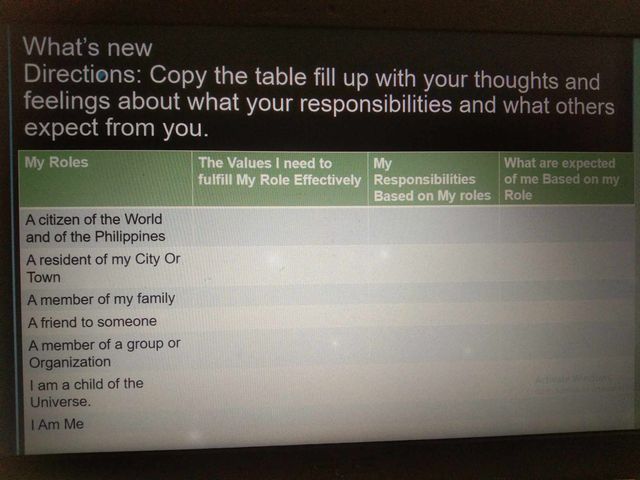 What's new
Directions: Copy the table fill up with your thoughts and
feelings about what your responsibilities and what others
expect from you.
My Roles
The Values I need to
fulfill My Role Effectively
My
Responsibilities
Based on My roles
What are expected
of me Based on my
Role
A citizen of the World
and of the Philippines
A resident of my City Or
Town
A member of my family
A friend to someone
A member of a group or
Organization
I am a child of the
Universe.
I Am Me
Activate Windows